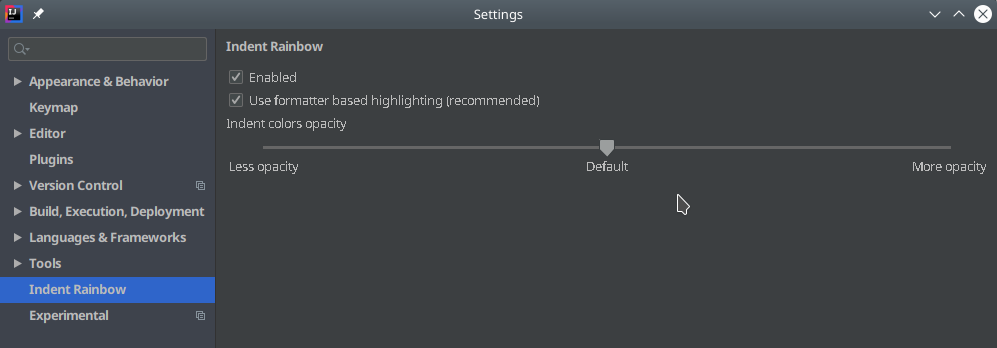 IJ
Settings
Appearance & Behavior
Keymap
Editor
Plugins
Version Control
Build, Execution, Deployment
Languages & Frameworks
Tools
Indent Rainbow
Experimental
Indent Rainbow
Enabled
Use formatter based highlighting (recommended)
Indent colors opacity
Less opacity Default More opacity